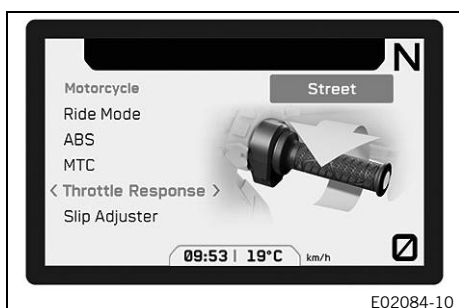 N
Motorcycle
Street
Ride Mode
ABS
MTC
< Throttle Response >
Slip Adjuster
09:53 | 19°C km/h
0
E02084-10